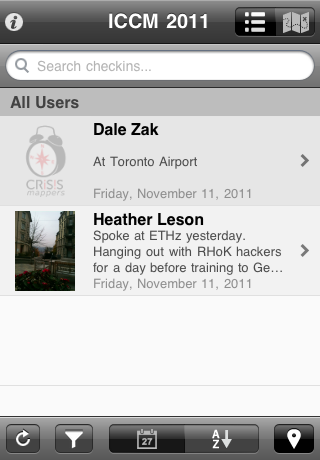 ICCM 2011
Search checkins...
All Users
Dale Zak
At Toronto Airport
CRISIS
mappers
Friday, November 11, 2011
Heather Leson
Spoke at ETHz yesterday.
Hanging out with RHoK hackers
for a day before training to Ge...
Friday, November 11, 2011
27
A
Z